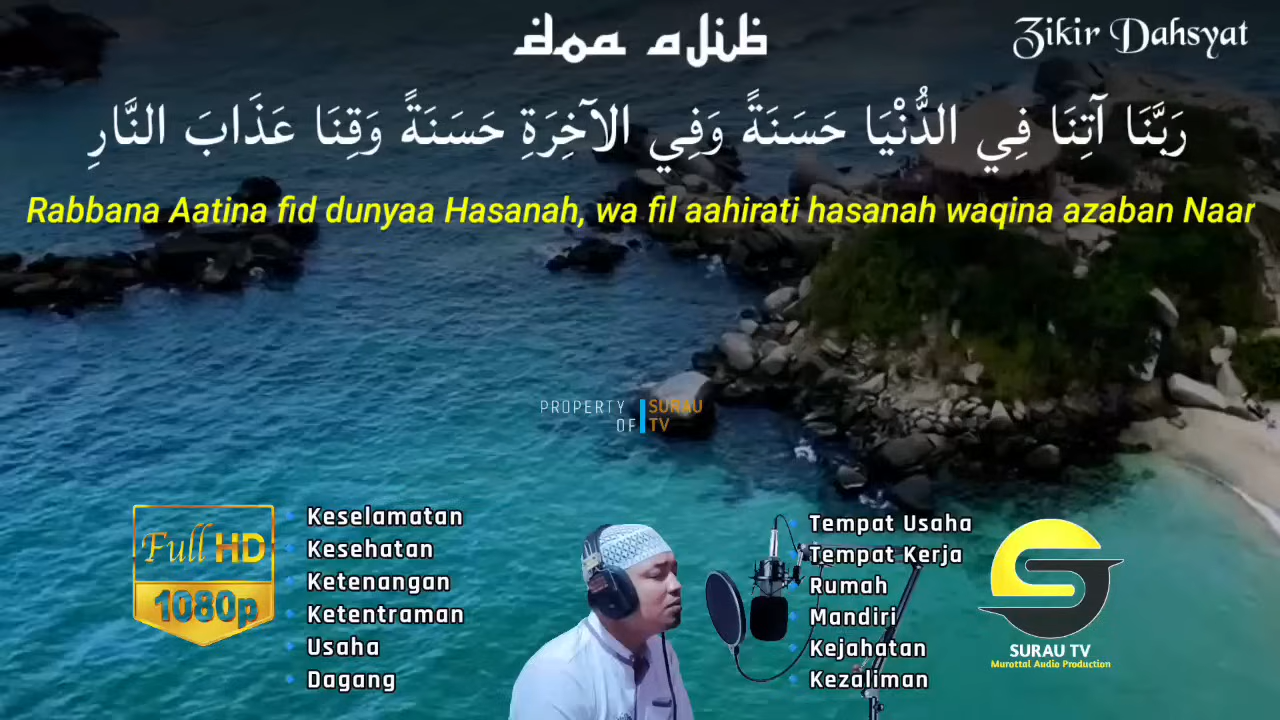 doa ajib
Zikir Dahsyat
رَبَّنَا آتِنَا فِي الدُّنْيَا حَسَنَةً وَفِي الآخِرَةِ حَسَنَةً وَقِنَا عَذَابَ النَّارِ
Rabbana Aatina fid dunyaa Hasanah, wa fil aahirati hasanah waqina azaban Naar
PROPERTY OF
SURAU TV
Full HD
1080p
Keselamatan
Kesehatan
Ketenangan
Ketentraman
Usaha
Dagang
Tempat Usaha
Tempat Kerja
Rumah
Mandiri
Kejahatan
Kezaliman
SURAU TV
Murottal Audio Production